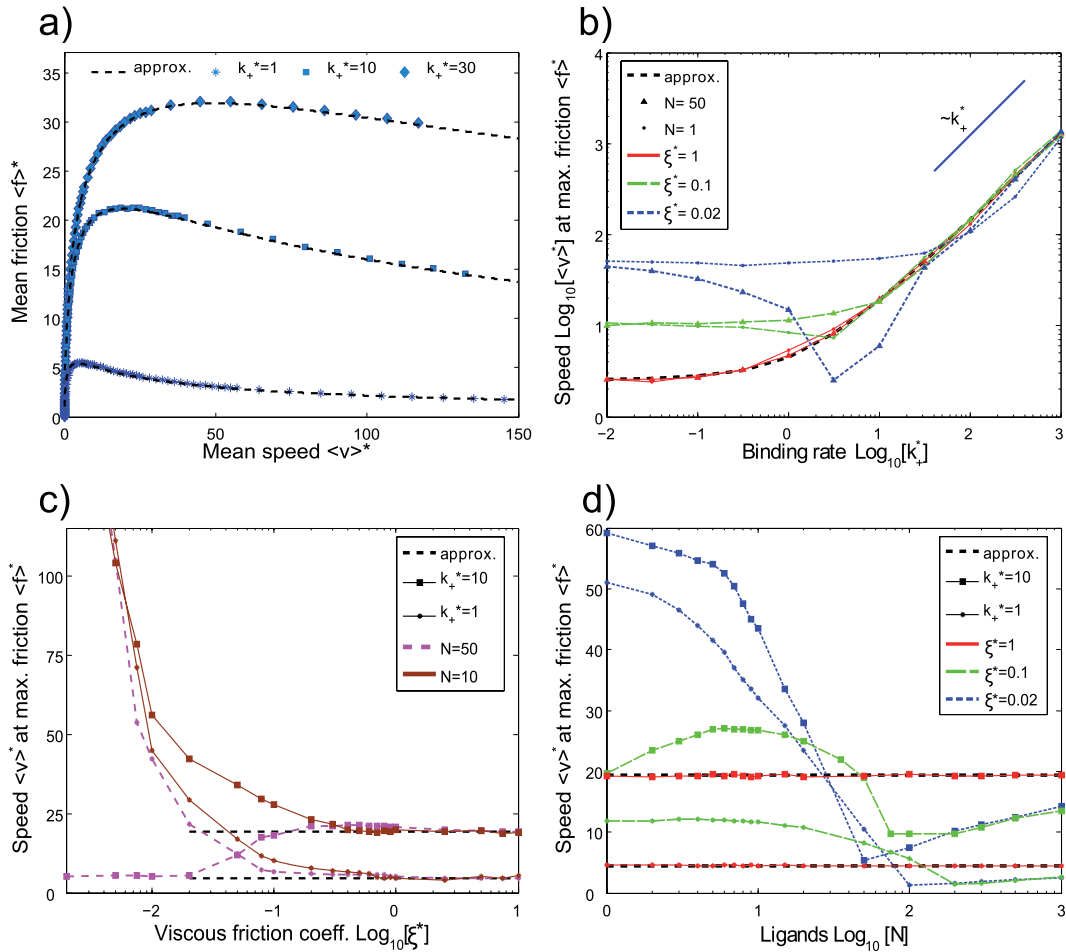 a)
approx. k₊*=1 k₊*=10 k₊*=30
35
30
25
20
15
10
5
0
0 50 100 150
Mean friction <f>*
Mean speed <v>*
b)
approx.
N= 50
N= 1
ξ*= 1
ξ*= 0.1
ξ*= 0.02
~k₊*
4
3
2
1
0
−2 −1 0 1 2 3
Speed Log₁₀[<v>*] at max. friction <f>*
Binding rate Log₁₀[k₊*]
c)
approx.
k₊*=10
k₊*=1
N=50
N=10
100
75
50
25
0
−2 −1 0 1
Speed <v>* at max. friction <f>*
Viscous friction coeff. Log₁₀[ξ*]
d)
approx.
k₊*=10
k₊*=1
ξ*=1
ξ*=0.1
ξ*=0.02
60
50
40
30
20
10
0
0 1 2 3
Speed <v>* at max. friction <f>*
Ligands Log₁₀ [N]